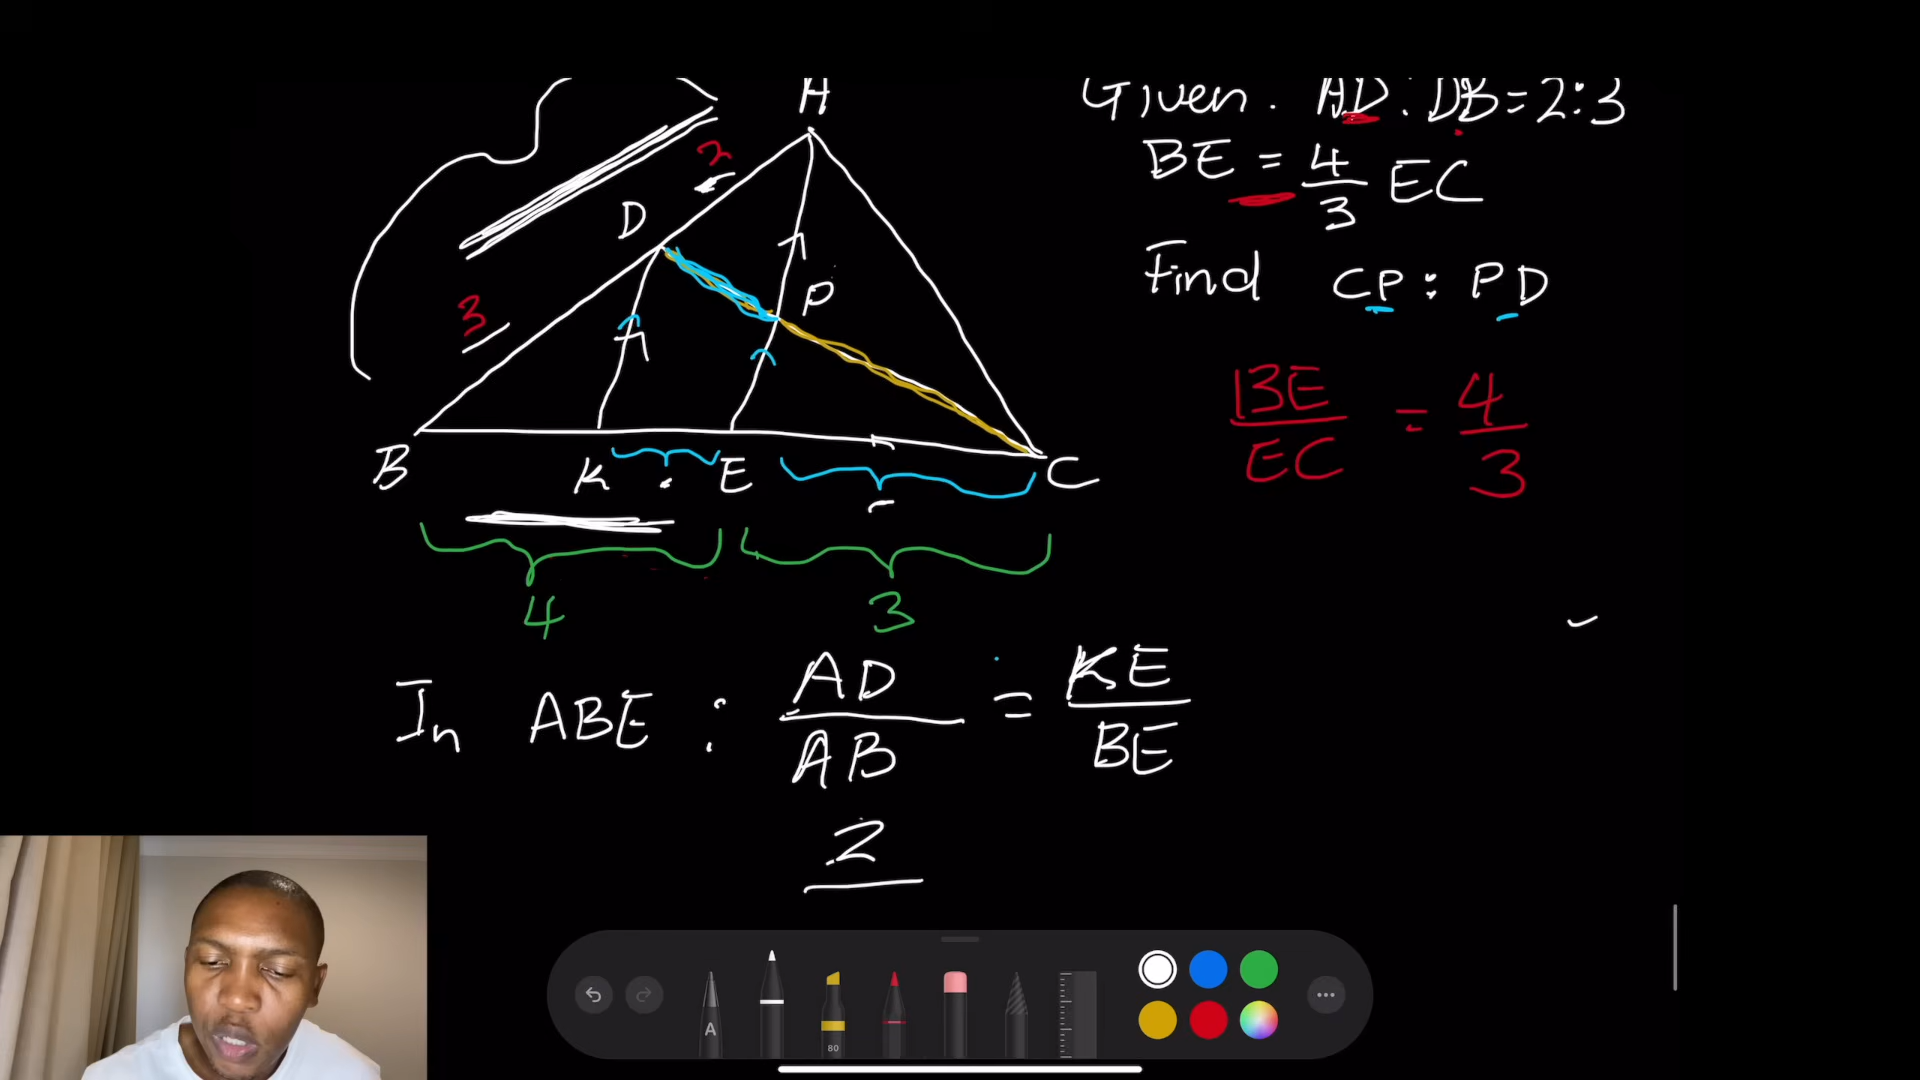 Given. AD : DB = 2:3
BE = 4/3 EC
Find CP : PD
A
2
D
P
3
BE/EC = 4/3
B
K
E
C
4
3
In ABE : AD/AB = KE/BE
2
A
80